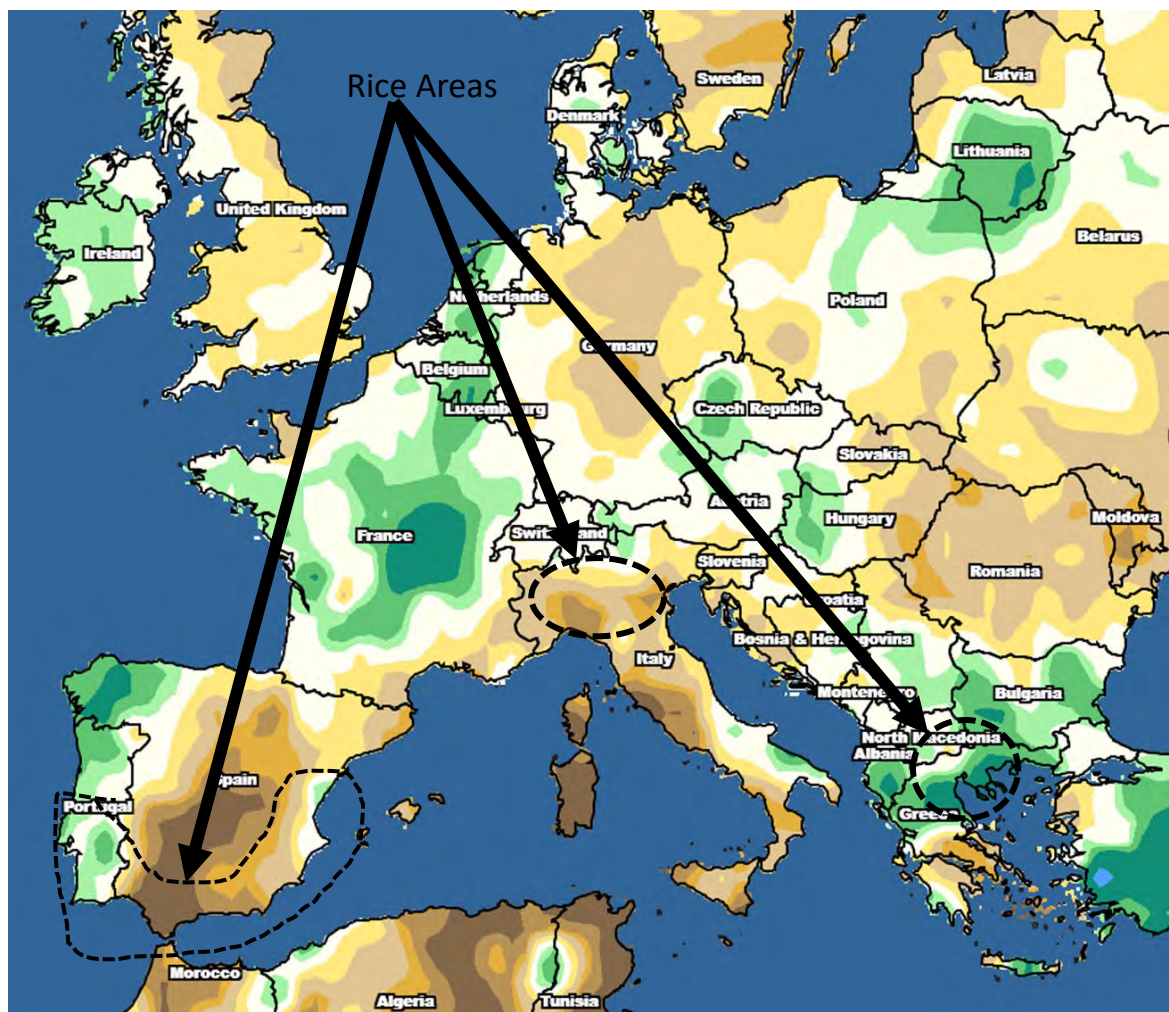 Rice Areas
Sweden
Latvia
Denmark
Lithuania
United Kingdom
Belarus
Ireland
Netherlands
Poland
Germany
Belgium
Luxembourg
Czech Republic
Slovakia
Austria
Hungary
Moldova
France
Switzerland
Slovenia
Romania
Croatia
Bosnia & Herzegovina
Italy
Montenegro
Bulgaria
North Macedonia
Albania
Spain
Portugal
Greece
Morocco
Algeria
Tunisia